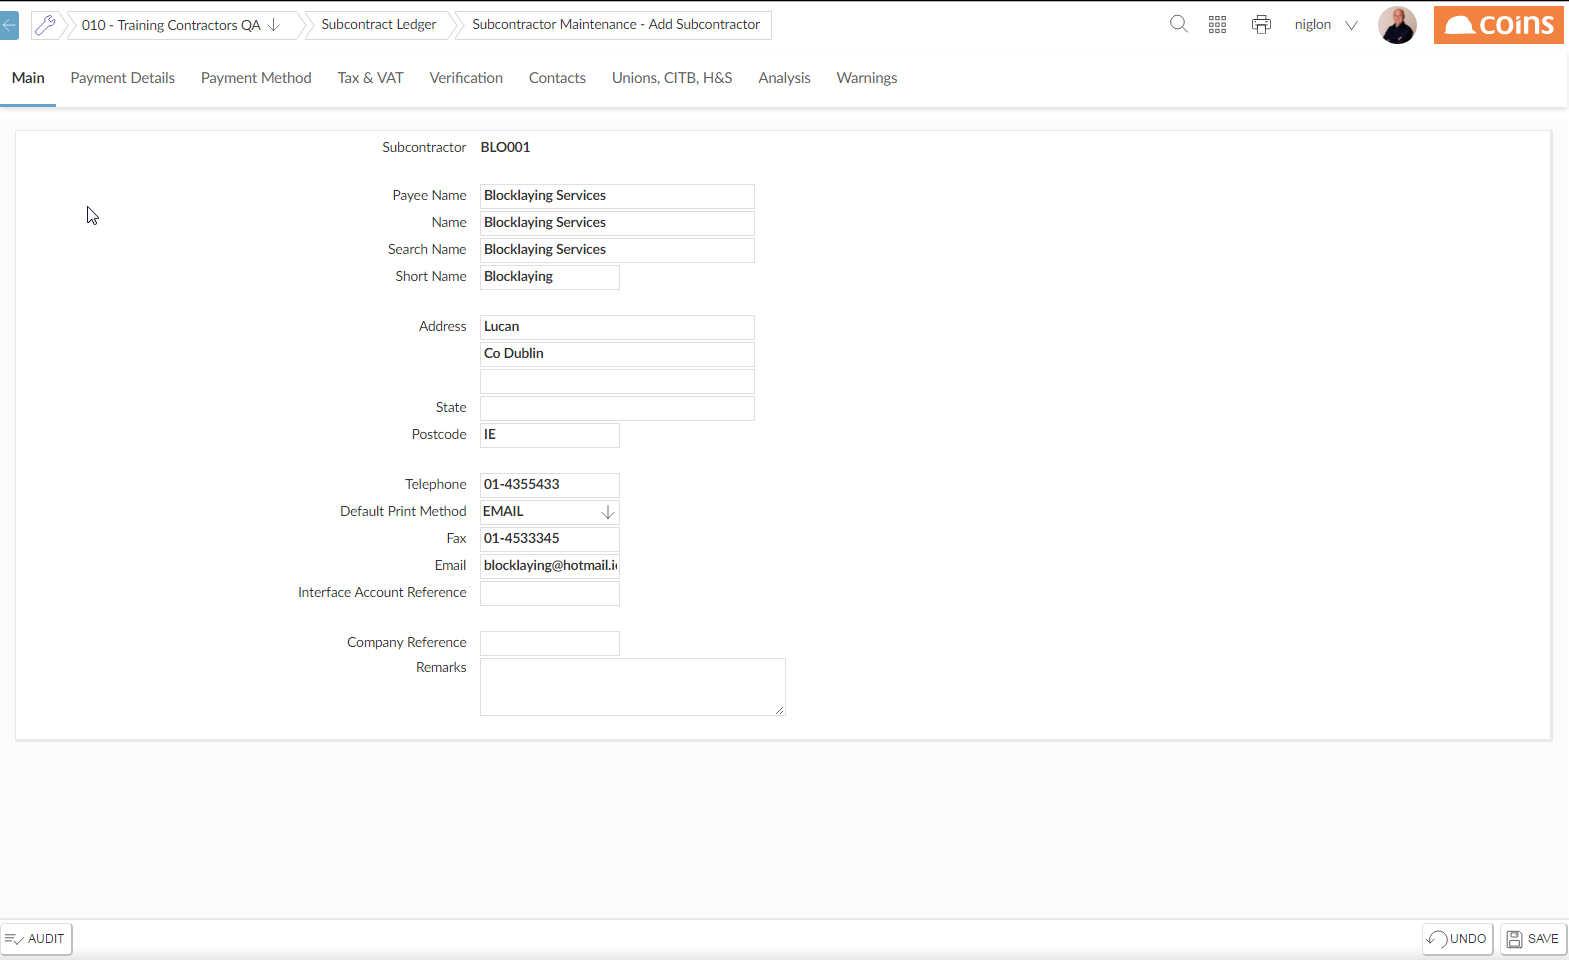 010 - Training Contractors QA
Subcontract Ledger
Subcontractor Maintenance - Add Subcontractor
niglon
coins
Main
Payment Details
Payment Method
Tax & VAT
Verification
Contacts
Unions, CITB, H&S
Analysis
Warnings
Subcontractor BLO001
Payee Name Blocklaying Services
Name Blocklaying Services
Search Name Blocklaying Services
Short Name Blocklaying
Address Lucan
Co Dublin
State
Postcode IE
Telephone 01-4355433
Default Print Method EMAIL
Fax 01-4533345
Email blocklaying@hotmail.i
Interface Account Reference
Company Reference
Remarks
AUDIT
UNDO
SAVE